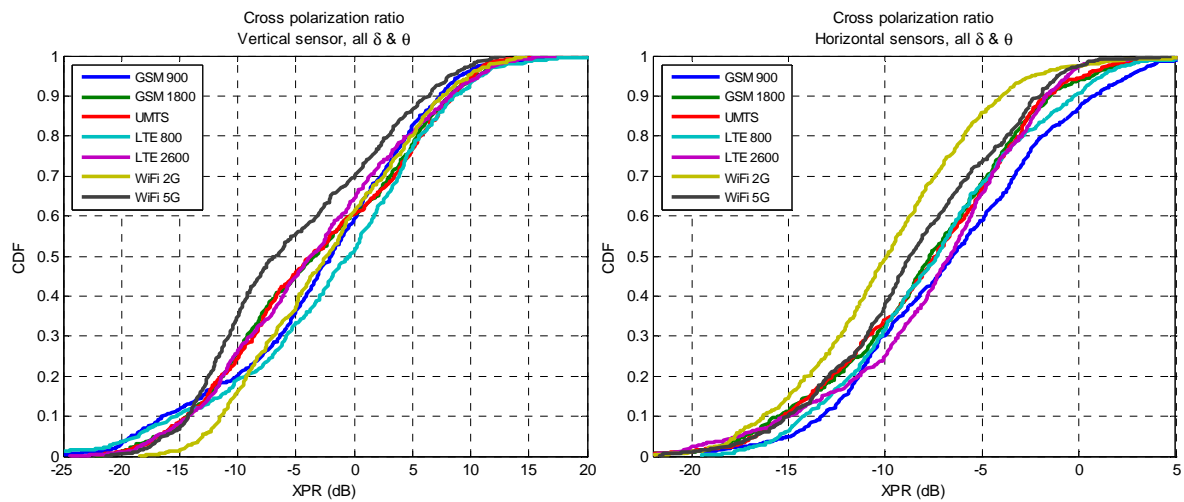 Cross polarization ratio
Vertical sensor, all δ & θ
1
0.9
0.8
0.7
0.6
0.5
0.4
0.3
0.2
0.1
0
CDF
GSM 900
GSM 1800
UMTS
LTE 800
LTE 2600
WiFi 2G
WiFi 5G
-25 -20 -15 -10 -5 0 5 10 15 20
XPR (dB)
Cross polarization ratio
Horizontal sensors, all δ & θ
1
0.9
0.8
0.7
0.6
0.5
0.4
0.3
0.2
0.1
0
CDF
GSM 900
GSM 1800
UMTS
LTE 800
LTE 2600
WiFi 2G
WiFi 5G
-20 -15 -10 -5 0 5
XPR (dB)